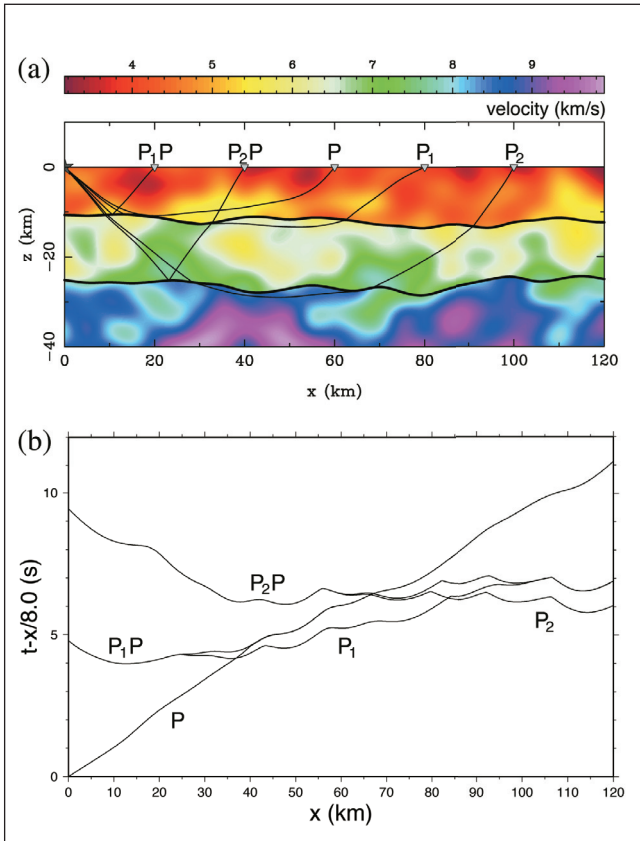 (a)
4 5 6 7 8 9
velocity (km/s)
P₁P P₂P P P₁ P₂
0
−20
−40
z (km)
0 20 40 60 80 100 120
x (km)
(b)
10
5
0
t-x/8.0 (s)
P₂P
P₁P
P₁
P₂
P
0 10 20 30 40 50 60 70 80 90 100 110 120
x (km)